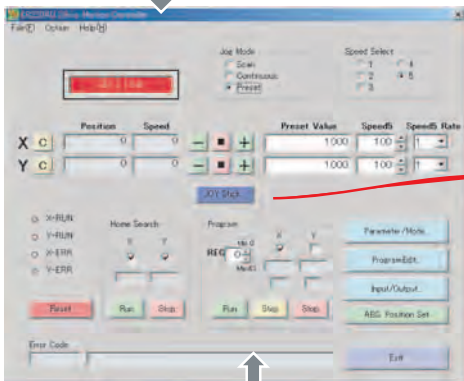 File(F) Option Help(H)
Jog Mode
Scan
Continuous
Preset
Speed Select
1 4
2 5
3
Position Speed Preset Value Speed5 Speed5 Rate
X C 0 0 − ■ + 1000 100 1
Y C 0 0 − ■ + 1000 100 1
JOY Stick
X-RUN
Y-RUN
X-ERR
Y-ERR
Home Search
X Y
Program
X Y
REG 0
Reset
Run Stop
Run Step Stop
Parameter/Mode..
ProgramEdit..
Input/Output..
ABS. Position Set
Error Code
Exit